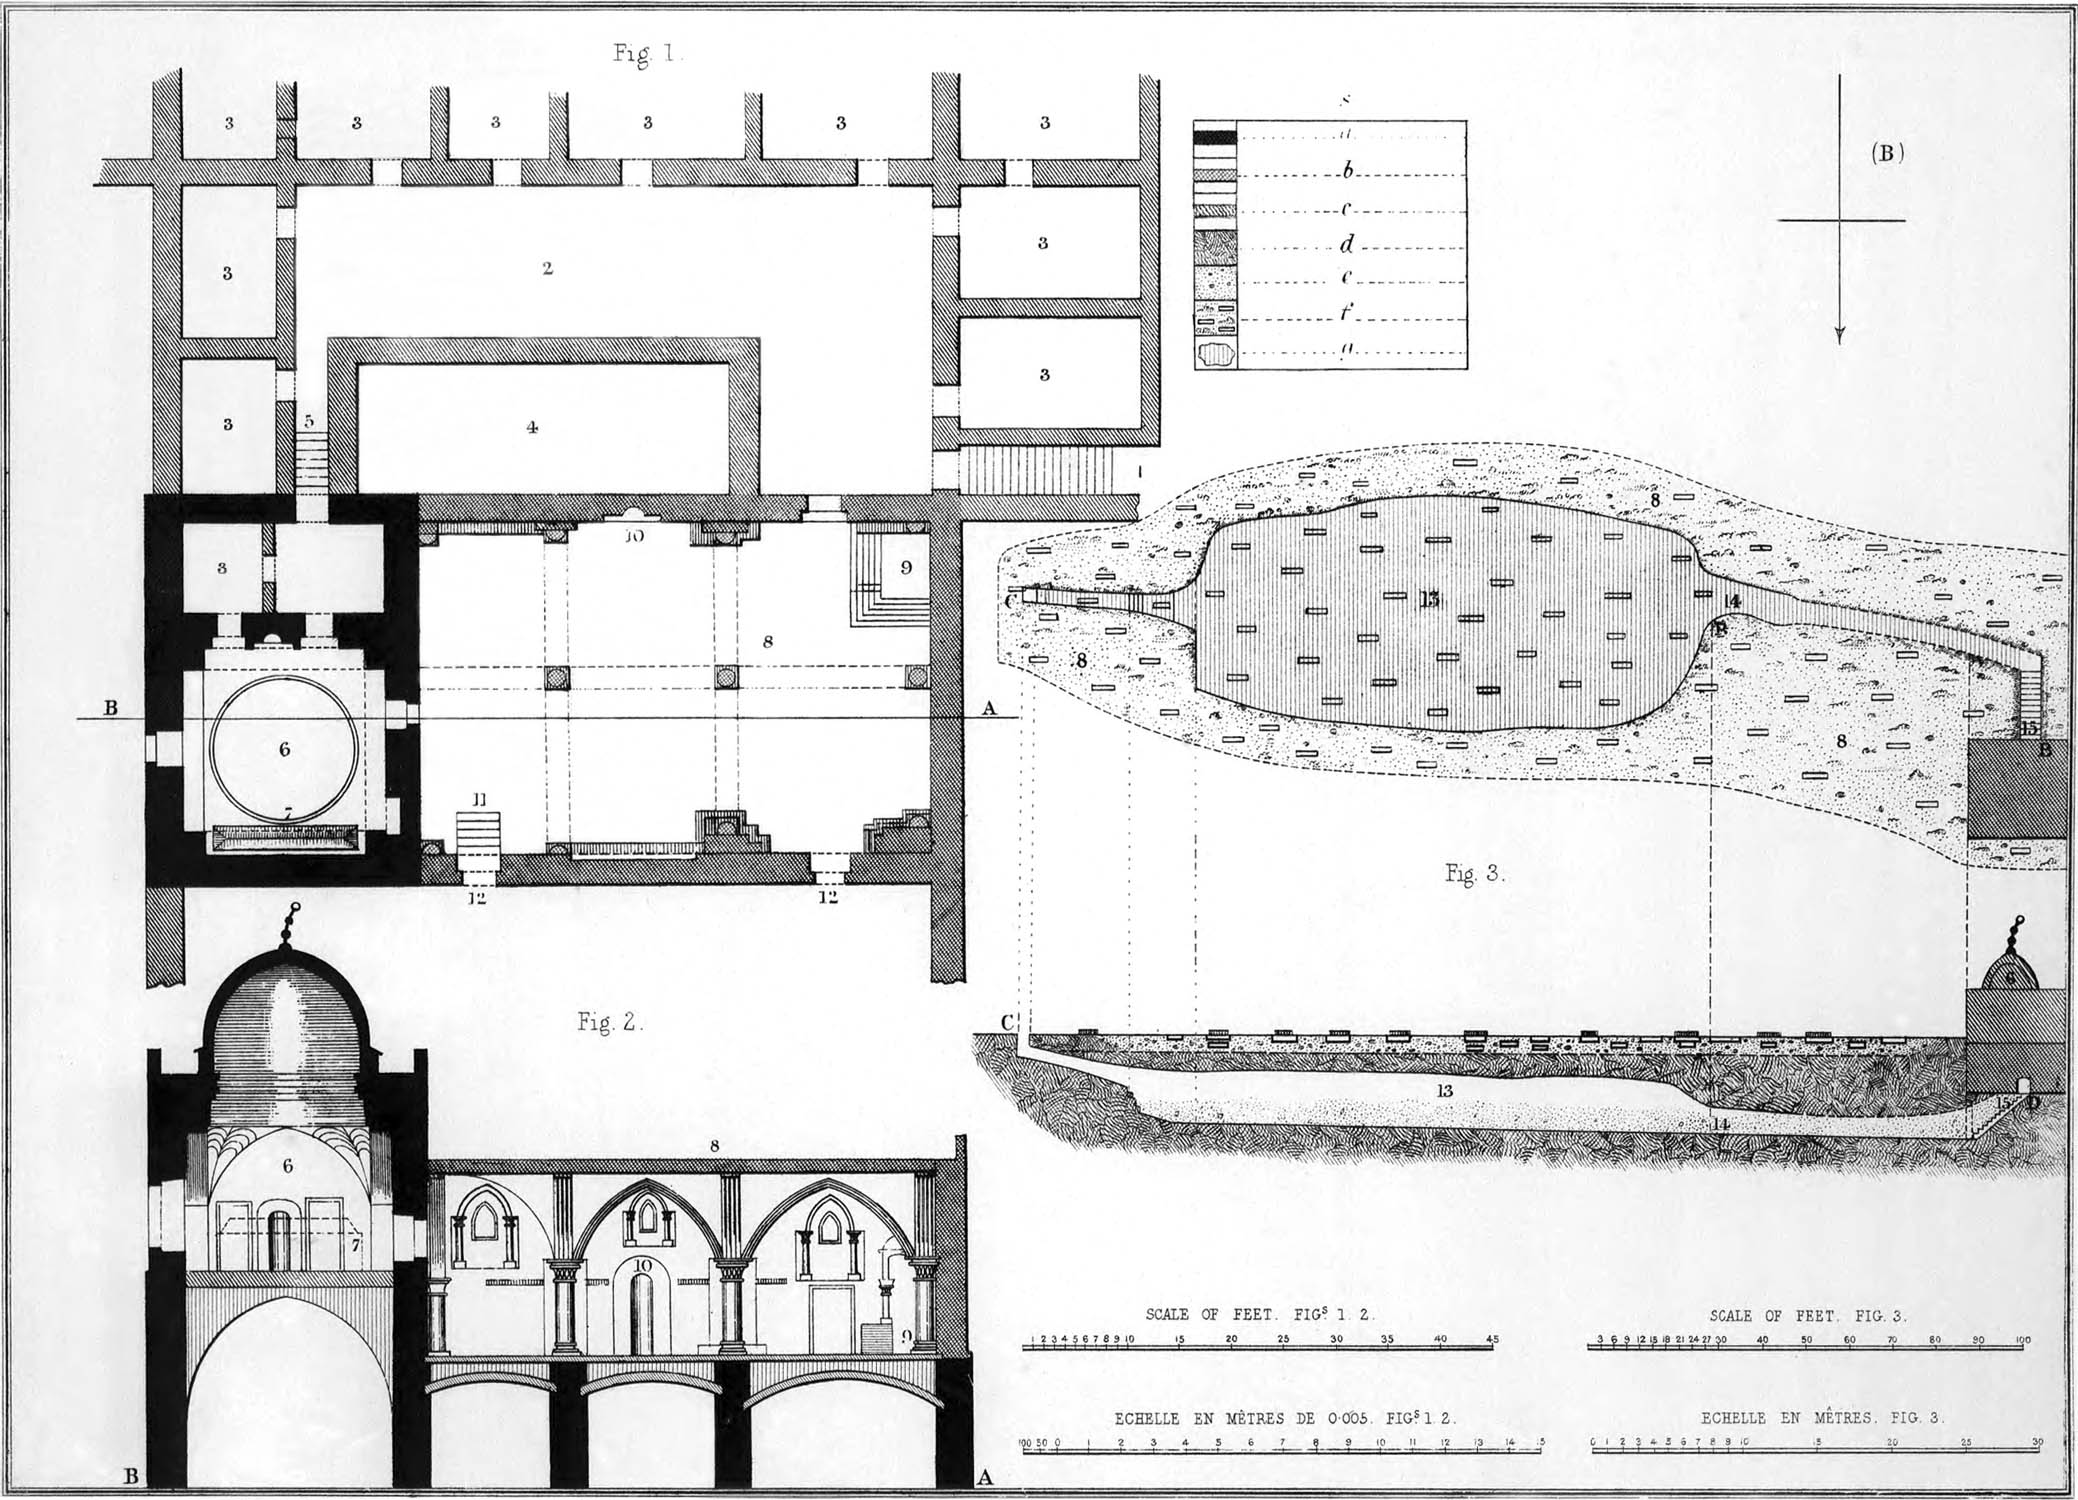 Fig. 1.
3 3 3 3 3 3
3 2 3
3 5 4 3
1
3 10 9
8
B 6 A
7 11
12 12
s
a
b
c
d
e
f
g
(B)
8
C 13 14
B
8 8
15
B
Fig. 3.
6
C
13
14 15 D
Fig. 2.
8
6
7 10 9
B A
SCALE OF FEET. FIGS 1. 2.
1 2 3 4 5 6 7 8 9 10 15 20 25 30 35 40 45
SCALE OF FEET. FIG. 3.
3 6 9 12 15 18 21 24 27 30 40 50 60 70 80 90 100
ECHELLE EN MÊTRES DE 0·005. FIGS 1. 2.
100 50 0 1 2 3 4 5 6 7 8 9 10 11 12 13 14 15
ECHELLE EN MÊTRES. FIG. 3.
0 1 2 3 4 5 6 7 8 9 10 15 20 25 30